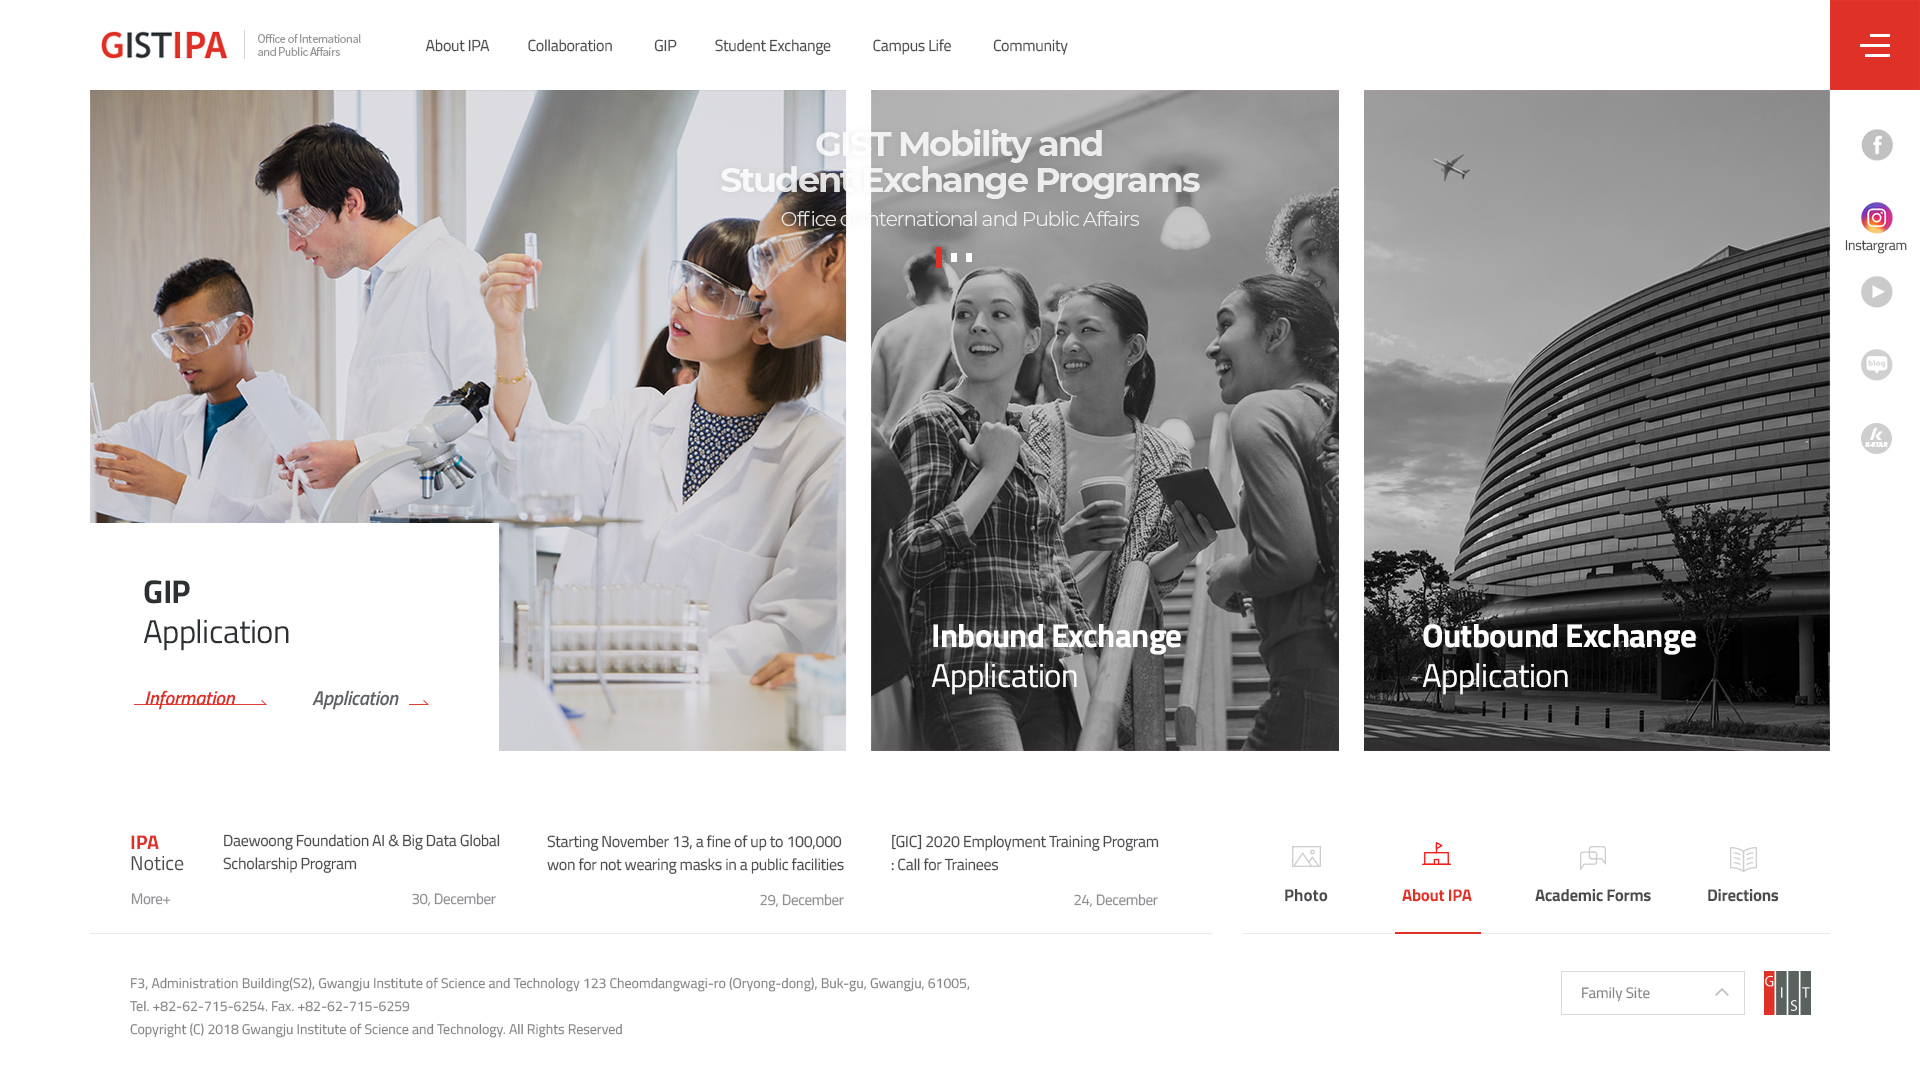 GISTIPA
Office of International
and Public Affairs
About IPA
Collaboration
GIP
Student Exchange
Campus Life
Community
GIST Mobility and
Student Exchange Programs
Office of International and Public Affairs
Instargram
blog
K-STAR
GIP
Application
Information
Application
Inbound Exchange
Application
Outbound Exchange
Application
IPA
Notice
More+
Daewoong Foundation AI & Big Data Global
Scholarship Program
30, December
Starting November 13, a fine of up to 100,000
won for not wearing masks in a public facilities
29, December
[GIC] 2020 Employment Training Program
: Call for Trainees
24, December
Photo
About IPA
Academic Forms
Directions
F3, Administration Building(S2), Gwangju Institute of Science and Technology 123 Cheomdangwagi-ro (Oryong-dong), Buk-gu, Gwangju, 61005,
Tel. +82-62-715-6254. Fax. +82-62-715-6259
Copyright (C) 2018 Gwangju Institute of Science and Technology. All Rights Reserved
Family Site
GIST